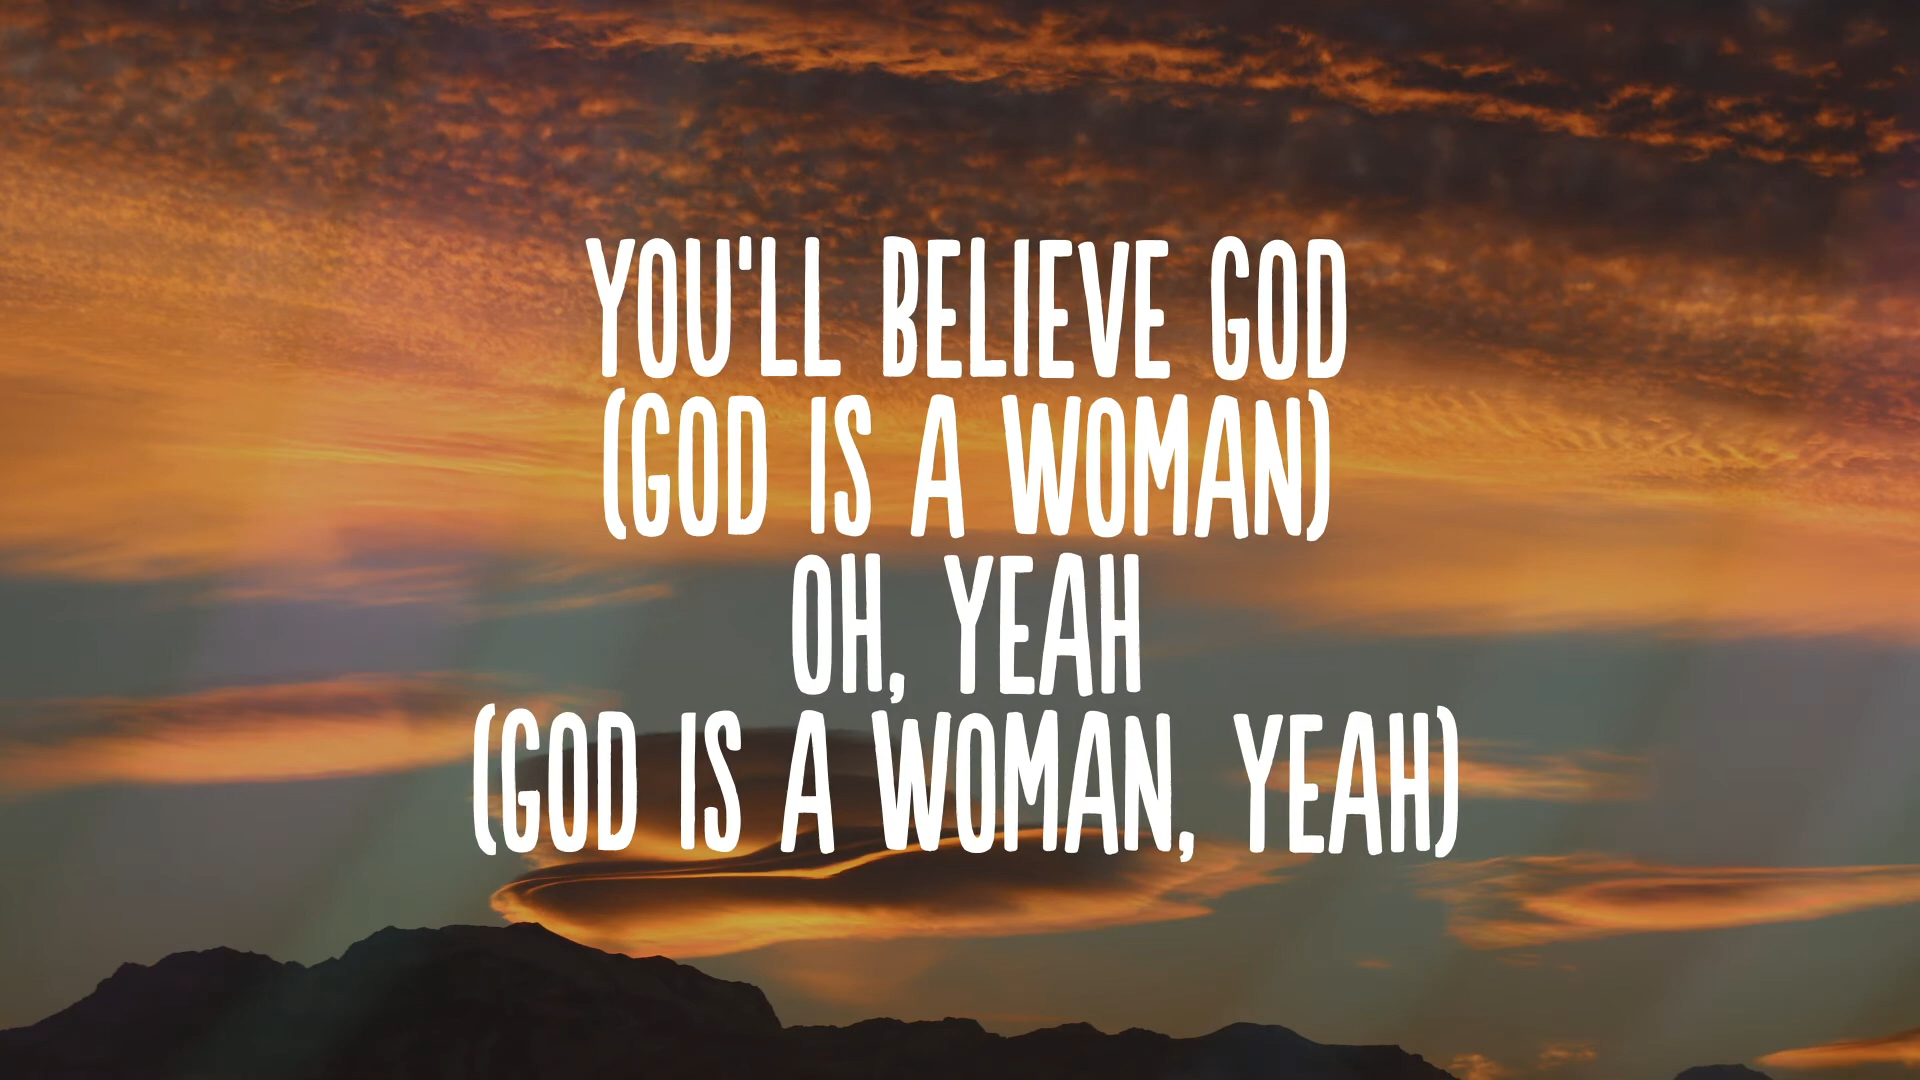 YOU'LL BELIEVE GOD
(GOD IS A WOMAN)
OH, YEAH
(GOD IS A WOMAN, YEAH)